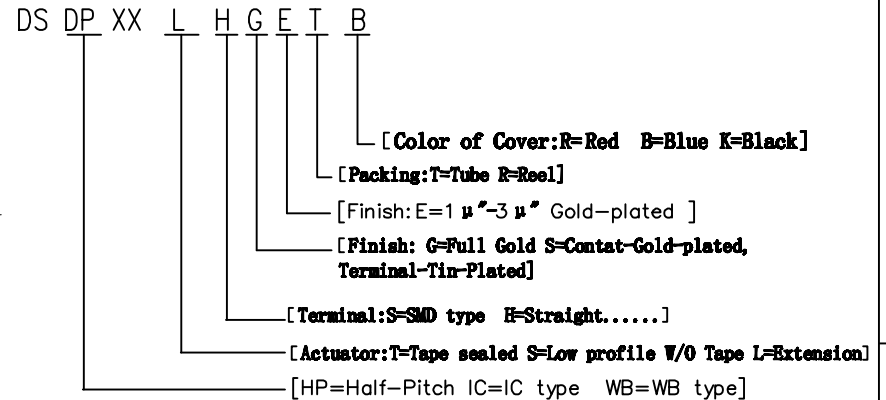 DS DP XX L H G E T B
[Color of Cover:R=Red B=Blue K=Black]
[Packing:T=Tube R=Reel]
[Finish:E=1 μ"-3 μ" Gold-plated ]
[Finish: G=Full Gold S=Contat-Gold-plated,
Terminal-Tin-Plated]
[Terminal:S=SMD type H=Straight......]
[Actuator:T=Tape sealed S=Low profile W/O Tape L=Extension]
[HP=Half-Pitch IC=IC type WB=WB type]